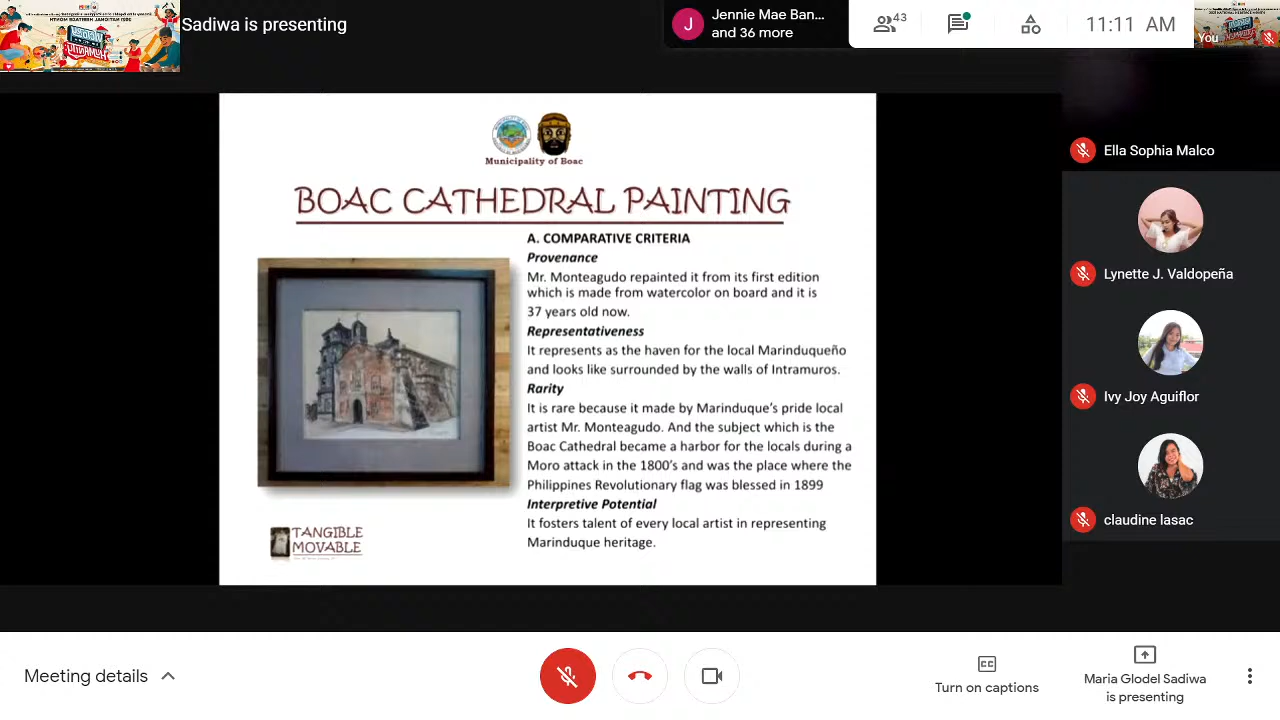 Sadiwa is presenting
Jennie Mae Ban...
and 36 more
43
11:11 AM
You
Municipality of Boac
BOAC CATHEDRAL PAINTING
A. COMPARATIVE CRITERIA
Provenance
Mr. Monteagudo repainted it from its first edition
which is made from watercolor on board and it is
37 years old now.
Representativeness
It represents as the haven for the local Marinduqueño
and looks like surrounded by the walls of Intramuros.
Rarity
It is rare because it made by Marinduque's pride local
artist Mr. Monteagudo. And the subject which is the
Boac Cathedral became a harbor for the locals during a
Moro attack in the 1800's and was the place where the
Philippines Revolutionary flag was blessed in 1899
Interpretive Potential
It fosters talent of every local artist in representing
Marinduque heritage.
TANGIBLE
MOVABLE
Ella Sophia Malco
Lynette J. Valdopeña
Ivy Joy Aguiflor
claudine lasac
Meeting details
Turn on captions
Maria Glodel Sadiwa
is presenting